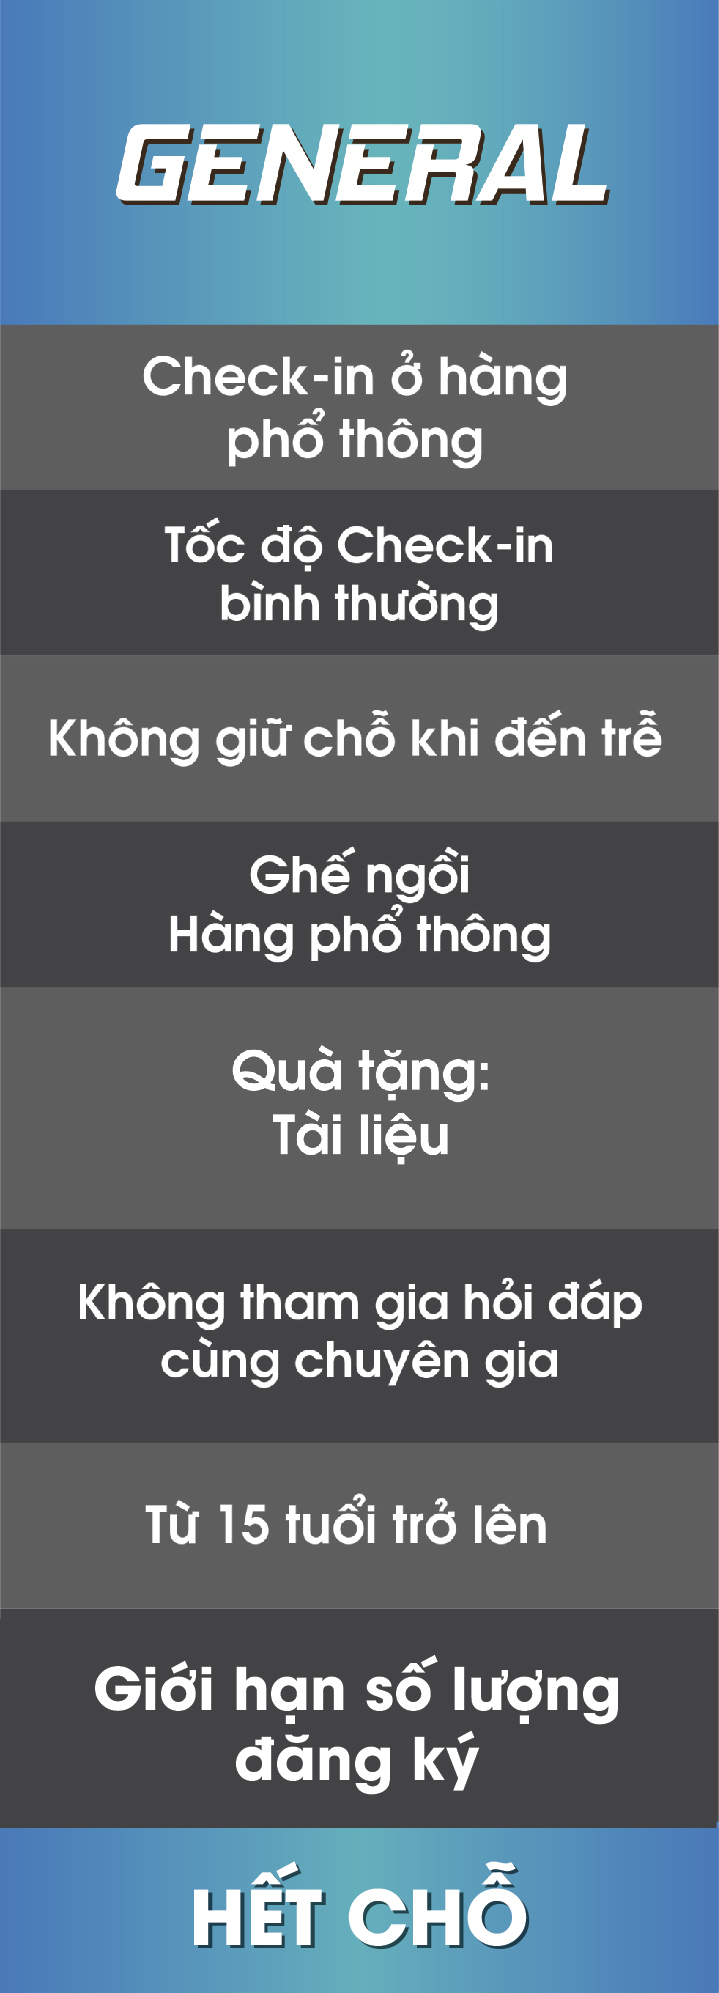 GENERAL
Check-in ở hàng
phổ thông
Tốc độ Check-in
bình thường
Không giữ chỗ khi đến trễ
Ghế ngồi
Hàng phổ thông
Quà tặng:
Tài liệu
Không tham gia hỏi đáp
cùng chuyên gia
Từ 15 tuổi trở lên
Giới hạn số lượng
đăng ký
HẾT CHỖ